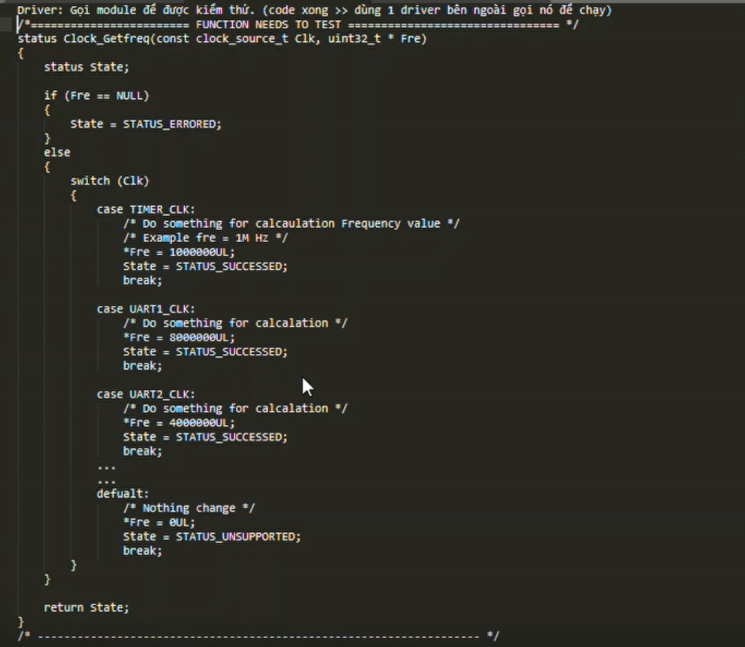 Driver: Gọi module để được kiểm thử. (code xong >> dùng 1 driver bên ngoài gọi nó để chạy)
/*======================== FUNCTION NEEDS TO TEST ================================ */
status Clock_Getfreq(const clock_source_t Clk, uint32_t * Fre)
{
status State;
if (Fre == NULL)
{
State = STATUS_ERRORED;
}
else
{
switch (Clk)
{
case TIMER_CLK:
/* Do something for calcaulation Frequency value */
/* Example fre = 1M Hz */
*Fre = 1000000UL;
State = STATUS_SUCCESSED;
break;
case UART1_CLK:
/* Do something for calcalation */
*Fre = 8000000UL;
State = STATUS_SUCCESSED;
break;
case UART2_CLK:
/* Do something for calcalation */
*Fre = 4000000UL;
State = STATUS_SUCCESSED;
break;
...
...
defualt:
/* Nothing change */
*Fre = 0UL;
State = STATUS_UNSUPPORTED;
break;
}
}
return State;
}
/* ------------------------------------------------------------------- */